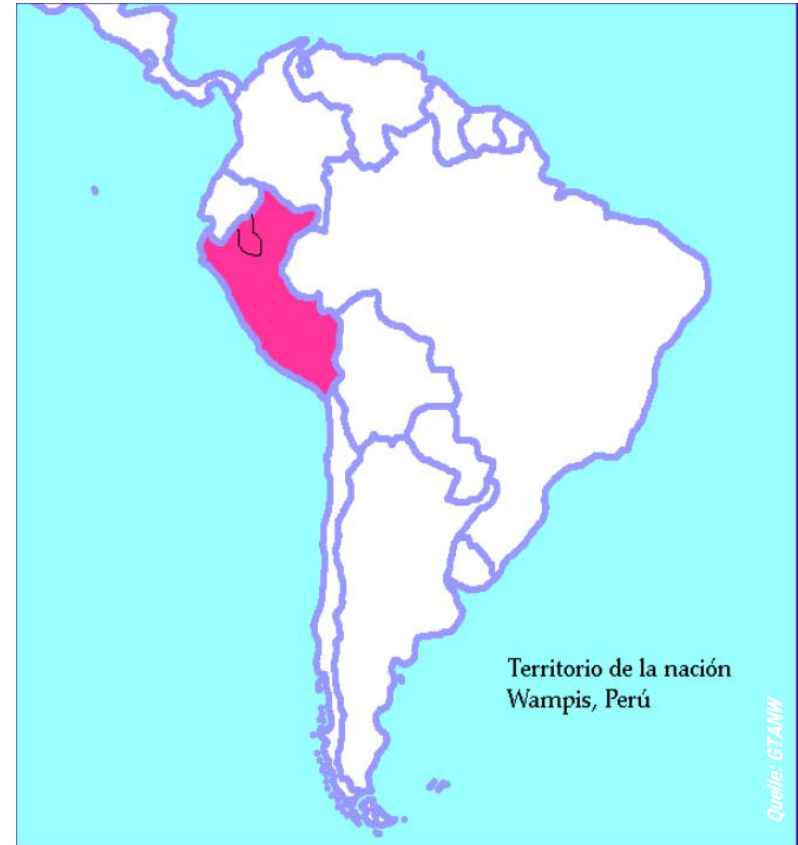 Territorio de la nación
Wampis, Perú
Quelle: GTANW